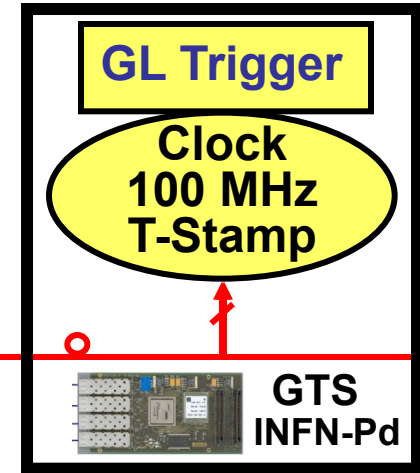 GL Trigger
Clock
100 MHz
T-Stamp
GTS
INFN-Pd